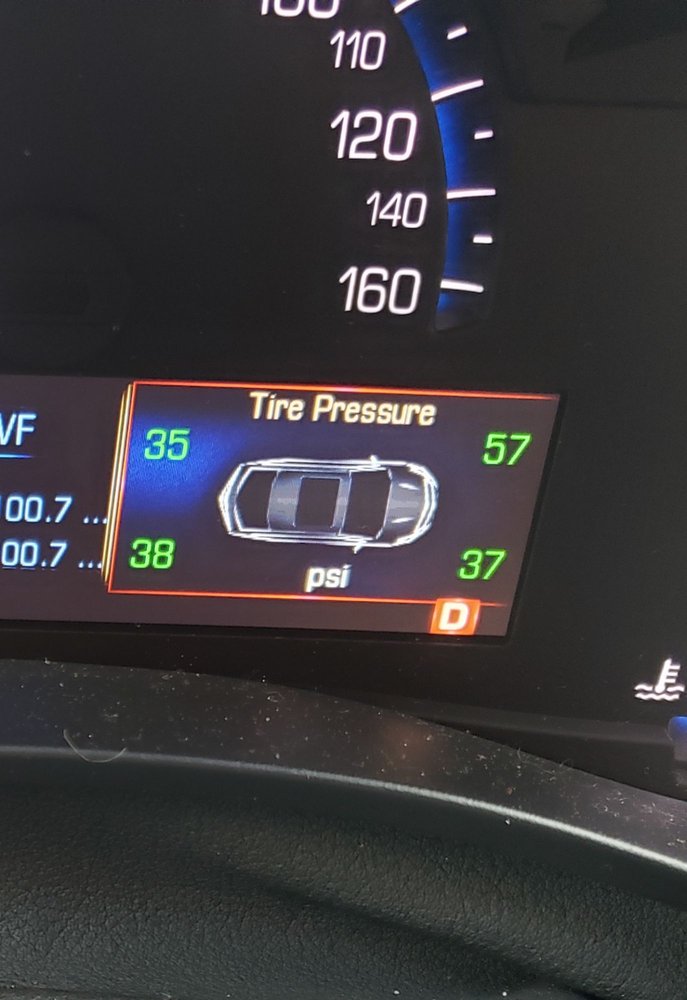 110
120
140
160
Tire Pressure
35 57
VF
00.7 ...
00.7 ...
38 37
psi
D